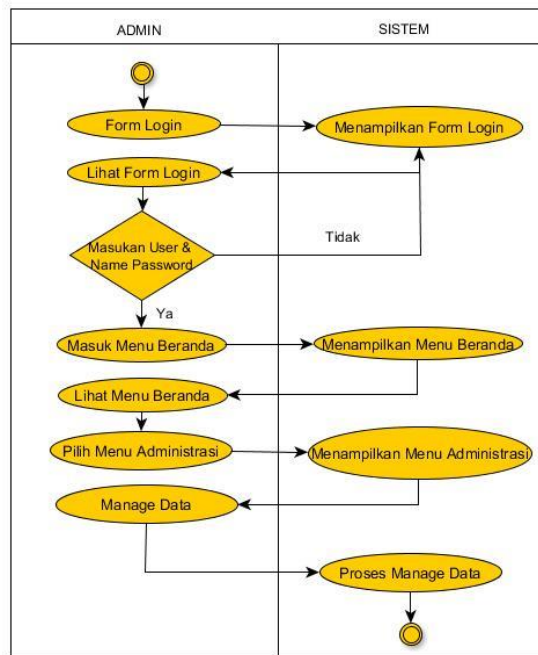 ADMIN
SISTEM
Form Login
Menampilkan Form Login
Lihat Form Login
Masukan User &
Name Password
Tidak
Ya
Masuk Menu Beranda
Menampilkan Menu Beranda
Lihat Menu Beranda
Pilih Menu Administrasi
Menampilkan Menu Administrasi
Manage Data
Proses Manage Data